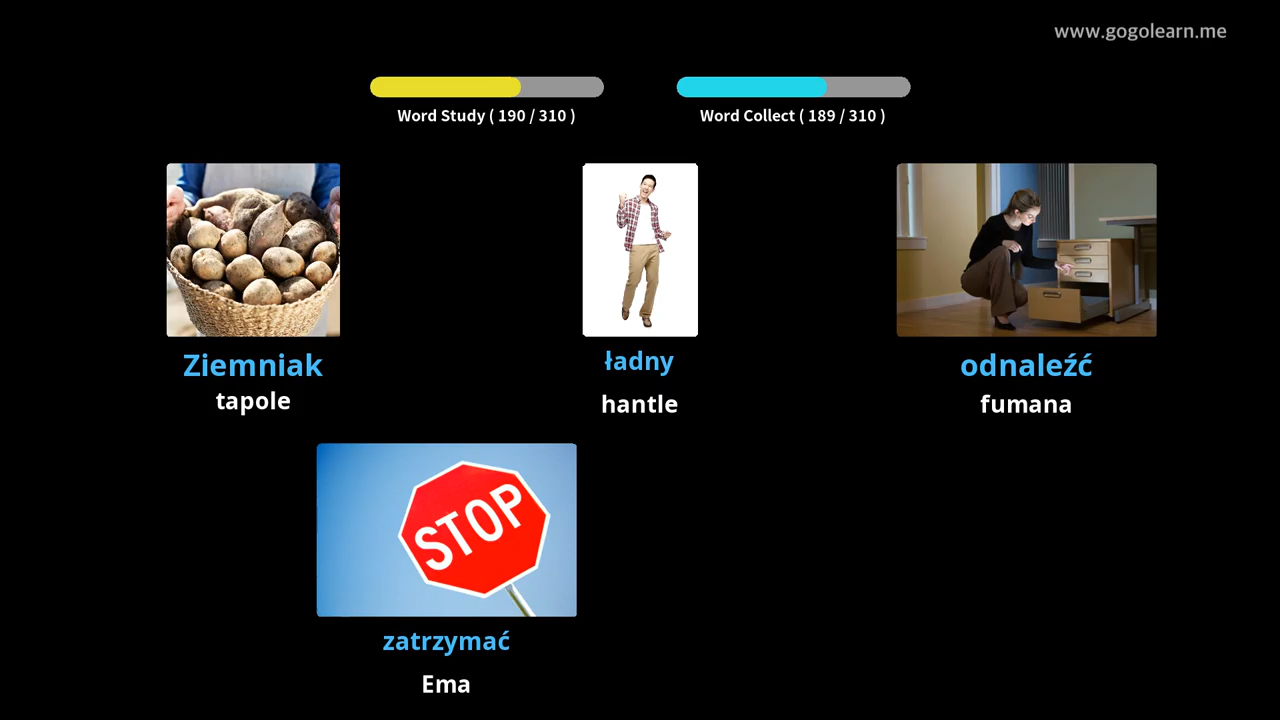 www.gogolearn.me
Word Study ( 190 / 310 )
Word Collect ( 189 / 310 )
Ziemniak
tapole
ładny
hantle
odnaleźć
fumana
STOP
zatrzymać
Ema